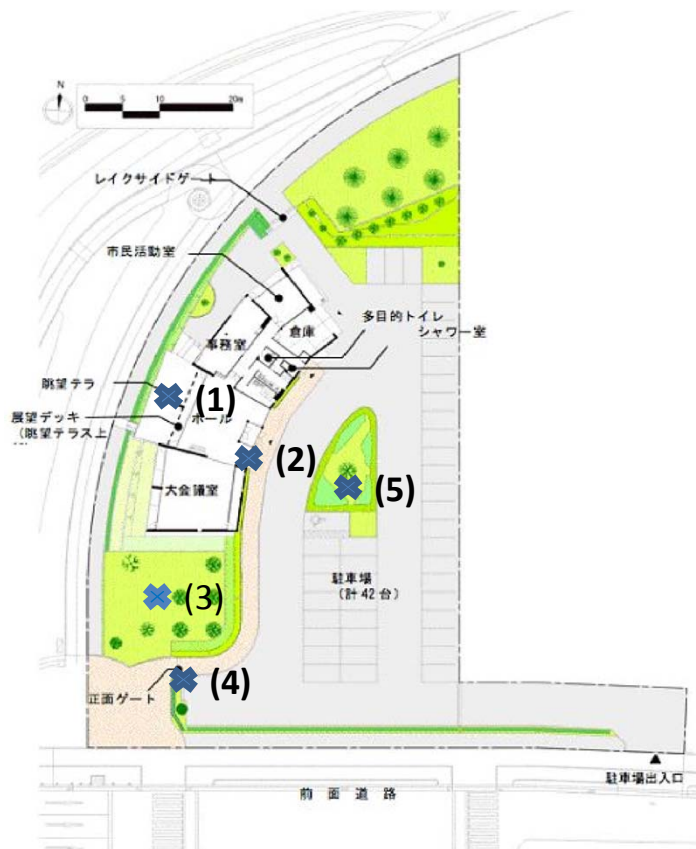 N
0 5 10 20m
レイクサイドゲート
市民活動室
多目的トイレ
シャワー室
倉庫
事務室
眺望テラ
(1)
展望デッキ
ホール
(眺望テラス上
(2)
大会議室
(5)
駐車場
(計42台)
(3)
(4)
正面ゲート
駐車場出入口
前面道路